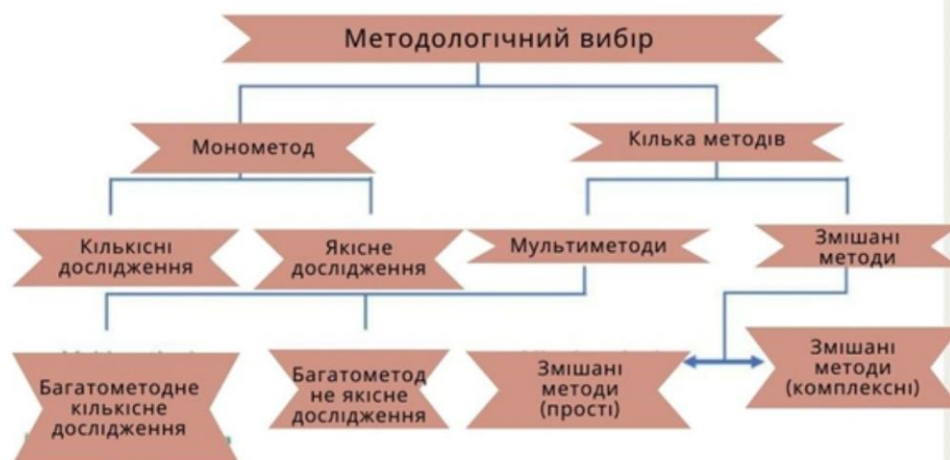 Методологічний вибір
Монометод
Кілька методів
Кількісні
дослідження
Якісне
дослідження
Мультиметоди
Змішані
методи
Багатометодне
кількісне
дослідження
Багатометод
не якісне
дослідження
Змішані
методи
(прості)
Змішані
методи
(комплексні)